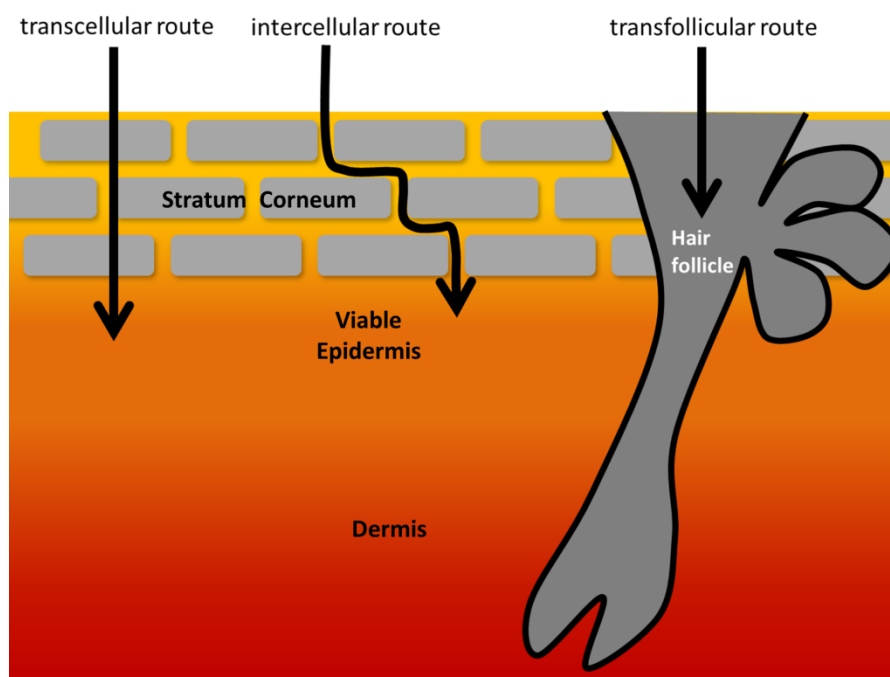 transcellular route
intercellular route
transfollicular route
Stratum Corneum
Hair
follicle
Viable
Epidermis
Dermis